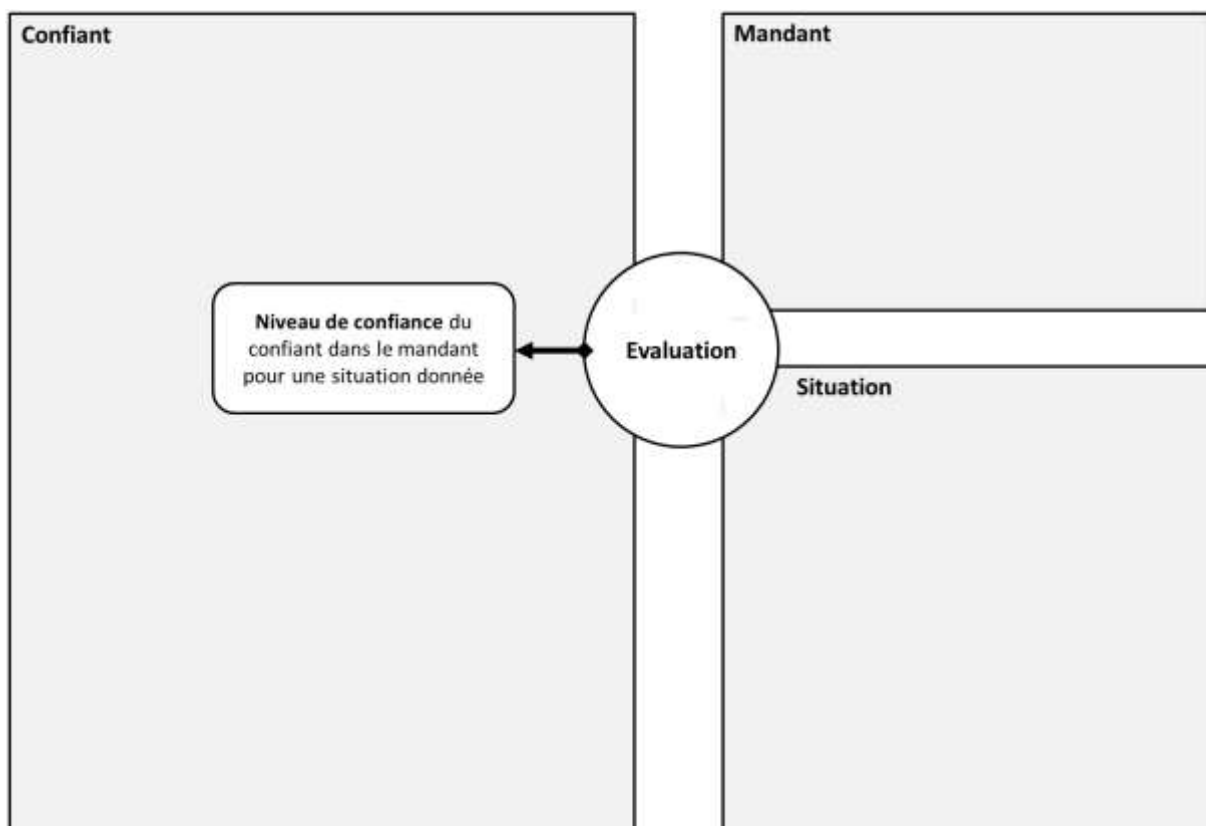 Confiant
Mandant
Niveau de confiance du
confiant dans le mandant
pour une situation donnée
Evaluation
Situation